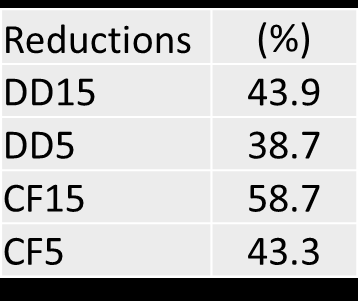 Reductions (%)
DD15 43.9
DD5 38.7
CF15 58.7
CF5 43.3